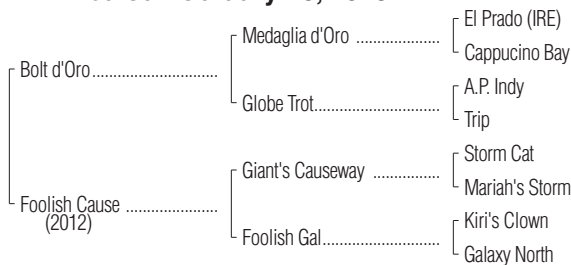 El Prado (IRE)
Medaglia d'Oro ........................
Cappucino Bay
Bolt d'Oro....................................
A.P. Indy
Globe Trot....................................
Trip
Storm Cat
Giant's Causeway ...................
Mariah's Storm
Foolish Cause ..........................
(2012)
Kiri's Clown
Foolish Gal..................................
Galaxy North